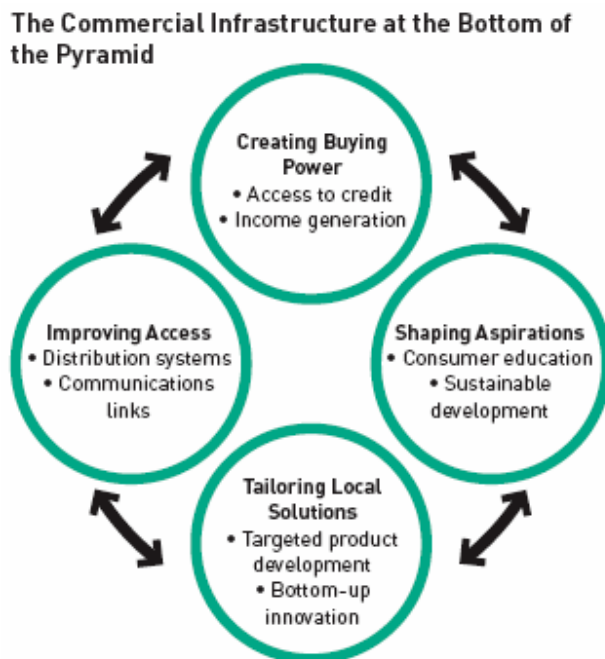 The Commercial Infrastructure at the Bottom of
the Pyramid
Creating Buying
Power
• Access to credit
• Income generation
Improving Access
• Distribution systems
• Communications
links
Shaping Aspirations
• Consumer education
• Sustainable
development
Tailoring Local
Solutions
• Targeted product
development
• Bottom-up
innovation